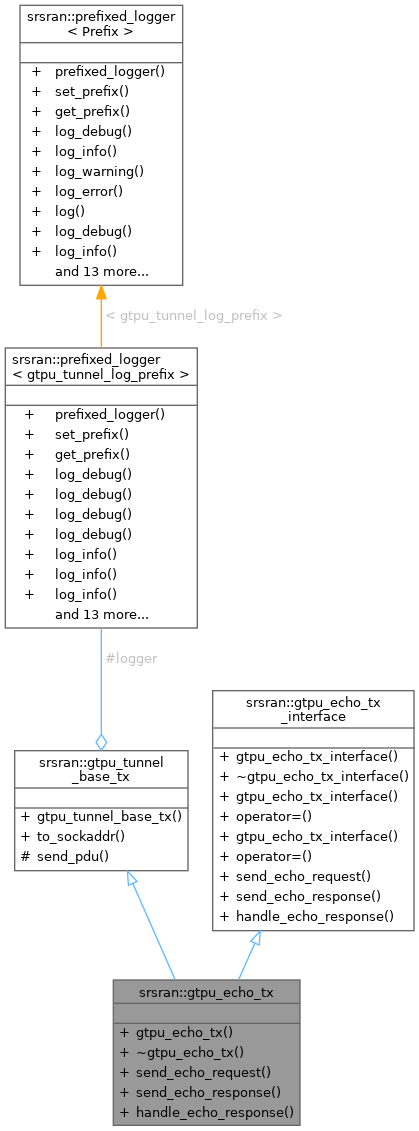 srsran::prefixed_logger
< Prefix >
+ prefixed_logger()
+ set_prefix()
+ get_prefix()
+ log_debug()
+ log_info()
+ log_warning()
+ log_error()
+ log()
+ log_debug()
+ log_info()
and 13 more...
< gtpu_tunnel_log_prefix >
srsran::prefixed_logger
< gtpu_tunnel_log_prefix >
+ prefixed_logger()
+ set_prefix()
+ get_prefix()
+ log_debug()
+ log_debug()
+ log_debug()
+ log_debug()
+ log_info()
+ log_info()
+ log_info()
and 13 more...
#logger
srsran::gtpu_tunnel
_base_tx
+ gtpu_tunnel_base_tx()
+ to_sockaddr()
# send_pdu()
srsran::gtpu_echo_tx
_interface
+ gtpu_echo_tx_interface()
+ ~gtpu_echo_tx_interface()
+ gtpu_echo_tx_interface()
+ operator=()
+ gtpu_echo_tx_interface()
+ operator=()
+ send_echo_request()
+ send_echo_response()
+ handle_echo_response()
srsran::gtpu_echo_tx
+ gtpu_echo_tx()
+ ~gtpu_echo_tx()
+ send_echo_request()
+ send_echo_response()
+ handle_echo_response()